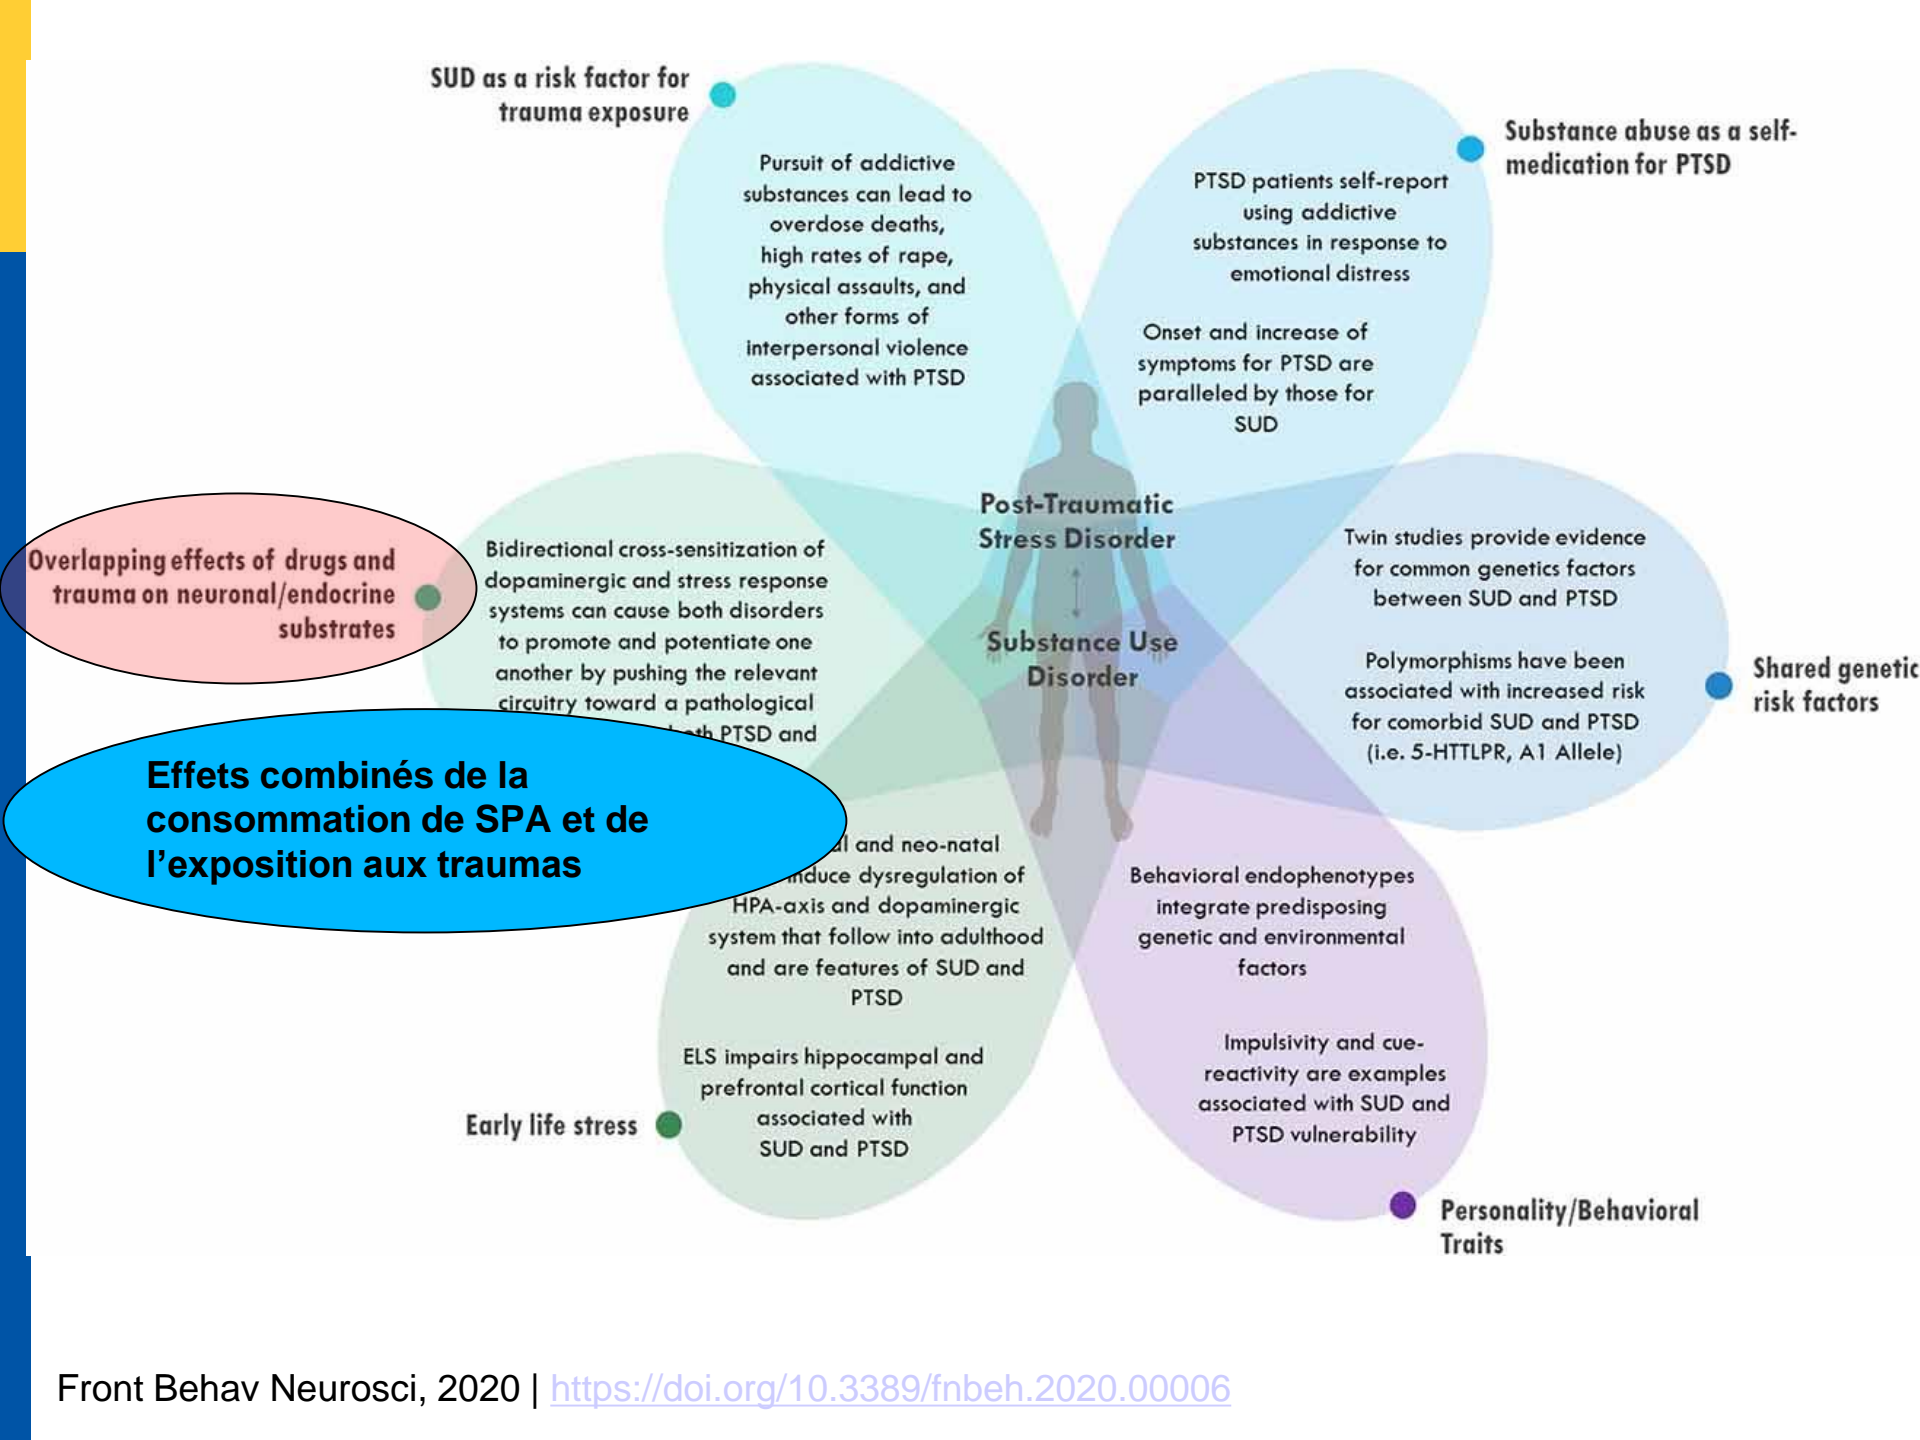 SUD as a risk factor for
trauma exposure
Pursuit of addictive
substances can lead to
overdose deaths,
high rates of rape,
physical assaults, and
other forms of
interpersonal violence
associated with PTSD
Substance abuse as a self-
medication for PTSD
PTSD patients self-report
using addictive
substances in response to
emotional distress
Onset and increase of
symptoms for PTSD are
paralleled by those for
SUD
Post-Traumatic
Stress Disorder
Substance Use
Disorder
Overlapping effects of drugs and
trauma on neuronal/endocrine
substrates
Bidirectional cross-sensitization of
dopaminergic and stress response
systems can cause both disorders
to promote and potentiate one
another by pushing the relevant
circuitry toward a pathological
PTSD and
Twin studies provide evidence
for common genetics factors
between SUD and PTSD
Polymorphisms have been
associated with increased risk
for comorbid SUD and PTSD
(i.e. 5-HTTLPR, A1 Allele)
Shared genetic
risk factors
Effets combinés de la
consommation de SPA et de
l’exposition aux traumas
and neo-natal
dysregulation of
HPA-axis and dopaminergic
system that follow into adulthood
and are features of SUD and
PTSD
ELS impairs hippocampal and
prefrontal cortical function
associated with
SUD and PTSD
Early life stress
Behavioral endophenotypes
integrate predisposing
genetic and environmental
factors
Impulsivity and cue-
reactivity are examples
associated with SUD and
PTSD vulnerability
Personality/Behavioral
Traits
Front Behav Neurosci, 2020 | https://doi.org/10.3389/fnbeh.2020.00006